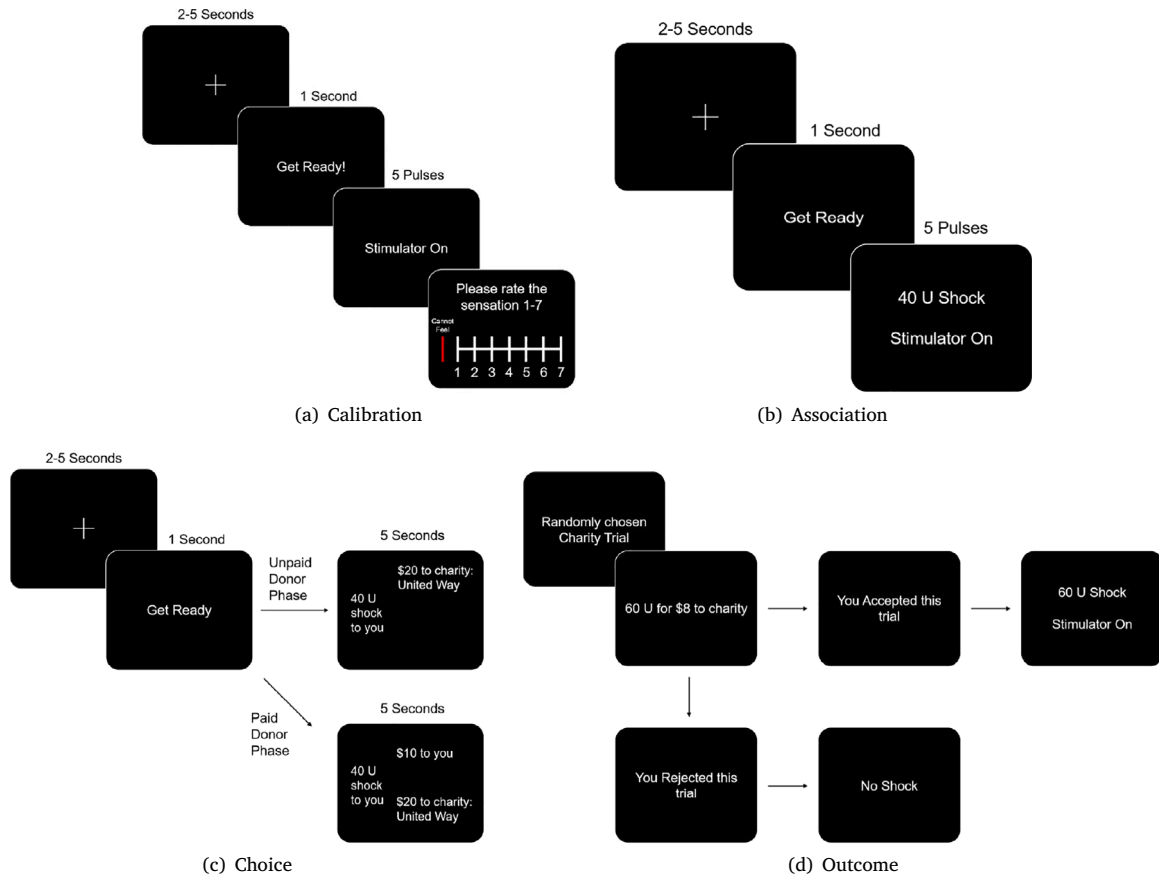 2-5 Seconds
1 Second
Get Ready!
5 Pulses
Stimulator On
Please rate the
sensation 1-7
Cannot
Feel
1 2 3 4 5 6 7
(a) Calibration
2-5 Seconds
1 Second
Get Ready
5 Pulses
40 U Shock
Stimulator On
(b) Association
2-5 Seconds
1 Second
Get Ready
Unpaid
Donor
Phase
5 Seconds
$20 to charity:
United Way
40 U
shock
to you
Paid
Donor
Phase
5 Seconds
$10 to you
40 U
shock
to you
$20 to charity:
United Way
(c) Choice
Randomly chosen
Charity Trial
60 U for $8 to charity
You Accepted this
trial
60 U Shock
Stimulator On
You Rejected this
trial
No Shock
(d) Outcome